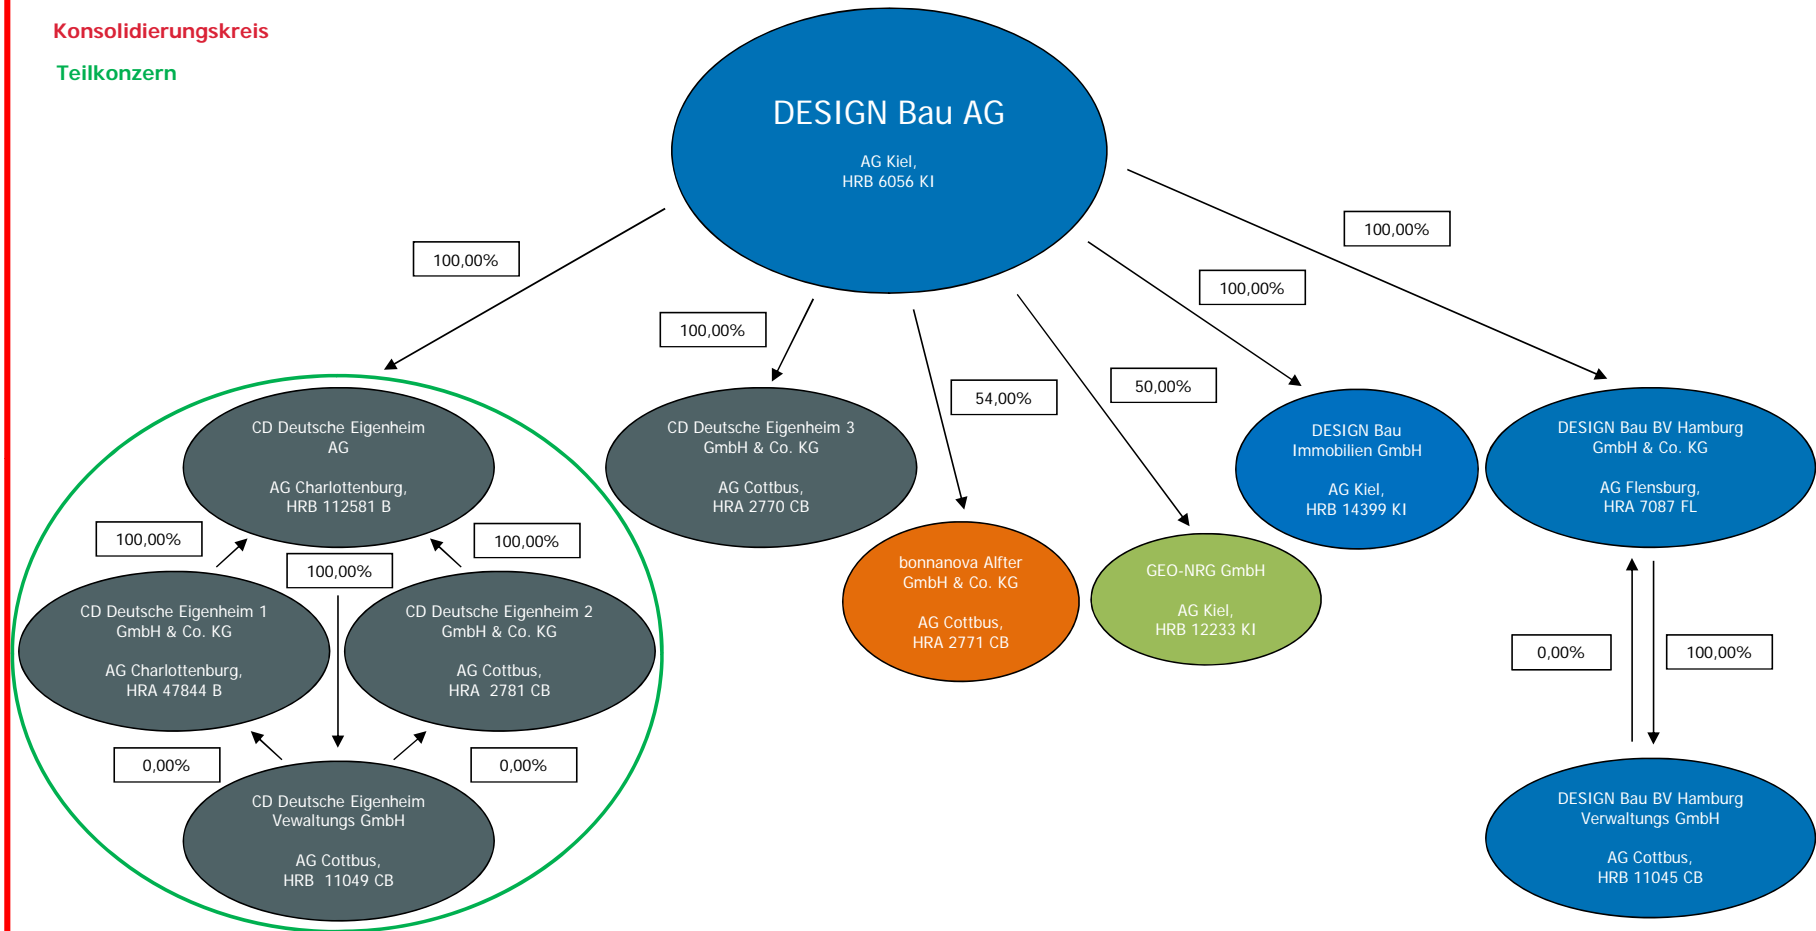 Konsolidierungskreis
Teilkonzern
DESIGN Bau AG
AG Kiel,
HRB 6056 KI
100,00%
100,00%
54,00%
50,00%
100,00%
100,00%
CD Deutsche Eigenheim
AG
AG Charlottenburg,
HRB 112581 B
CD Deutsche Eigenheim 3
GmbH & Co. KG
AG Cottbus,
HRA 2770 CB
bonnanova Alfter
GmbH & Co. KG
AG Cottbus,
HRA 2771 CB
GEO-NRG GmbH
AG Kiel,
HRB 12233 KI
DESIGN Bau
Immobilien GmbH
AG Kiel,
HRB 14399 KI
DESIGN Bau BV Hamburg
GmbH & Co. KG
AG Flensburg,
HRA 7087 FL
100,00%
100,00%
100,00%
CD Deutsche Eigenheim 1
GmbH & Co. KG
AG Charlottenburg,
HRA 47844 B
CD Deutsche Eigenheim 2
GmbH & Co. KG
AG Cottbus,
HRA 2781 CB
0,00%
0,00%
CD Deutsche Eigenheim
Vewaltungs GmbH
AG Cottbus,
HRB 11049 CB
0,00%
100,00%
DESIGN Bau BV Hamburg
Verwaltungs GmbH
AG Cottbus,
HRB 11045 CB